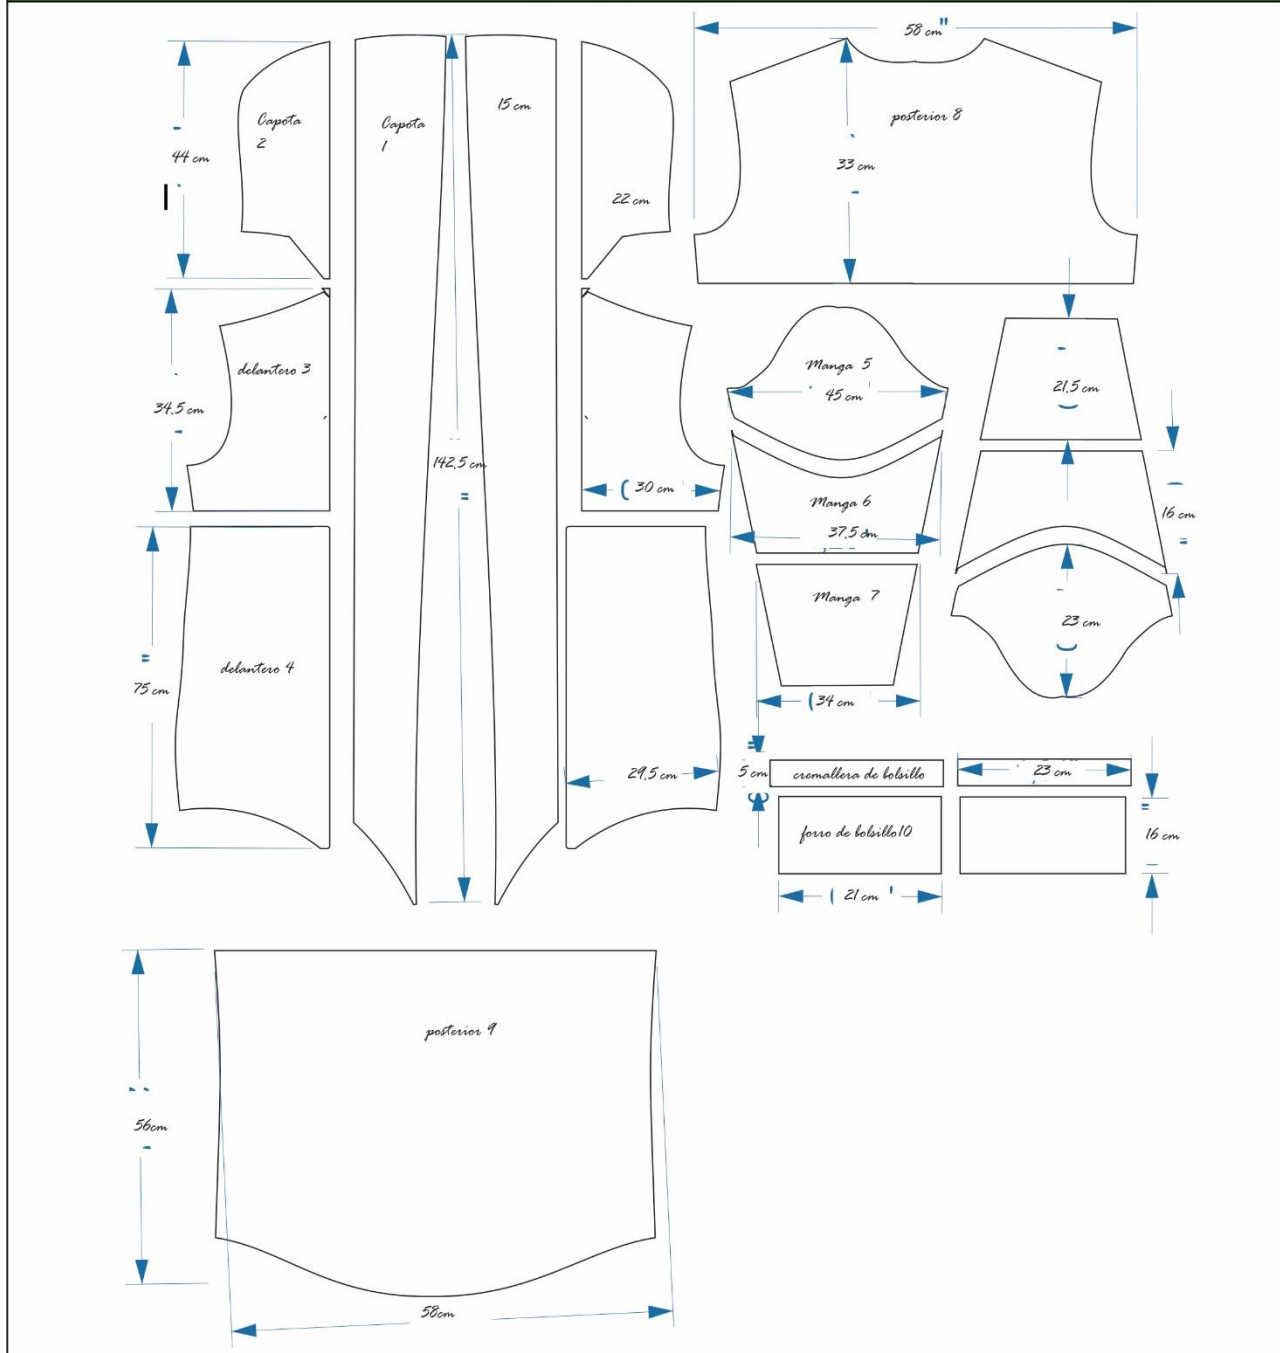 58 cm"
Capota
2
44 cm
Capota
1
15 cm
22 cm
posterior 8
33 cm
delantero 3
34.5 cm
142.5 cm
30 cm
Manga 5
45 cm
21.5 cm
Manga 6
37.5 cm
16 cm
Manga 7
34 cm
23 cm
delantero 4
75 cm
29.5 cm
5 cm
cremallera de bolsillo
23 cm
forro de bolsillo10
16 cm
21 cm
posterior 9
56cm
58cm